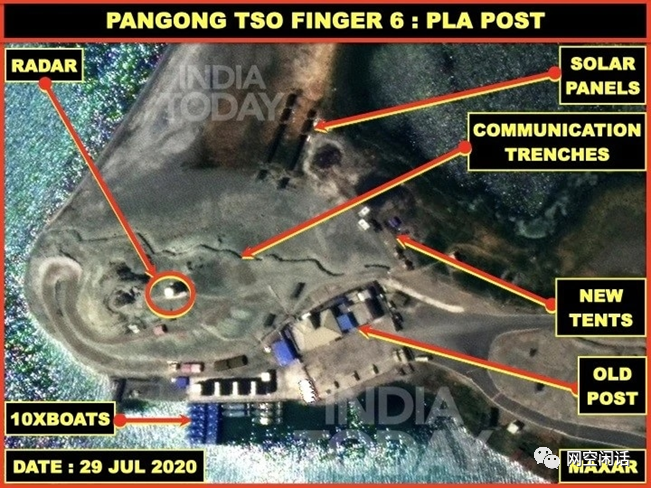 PANGONG TSO FINGER 6 : PLA POST
RADAR
INDIA
TODAY
SOLAR
PANELS
COMMUNICATION
TRENCHES
NEW
TENTS
OLD
POST
10XBOATS
INDIA
TODAY
DATE : 29 JUL 2020
网空闲话
MAXAR